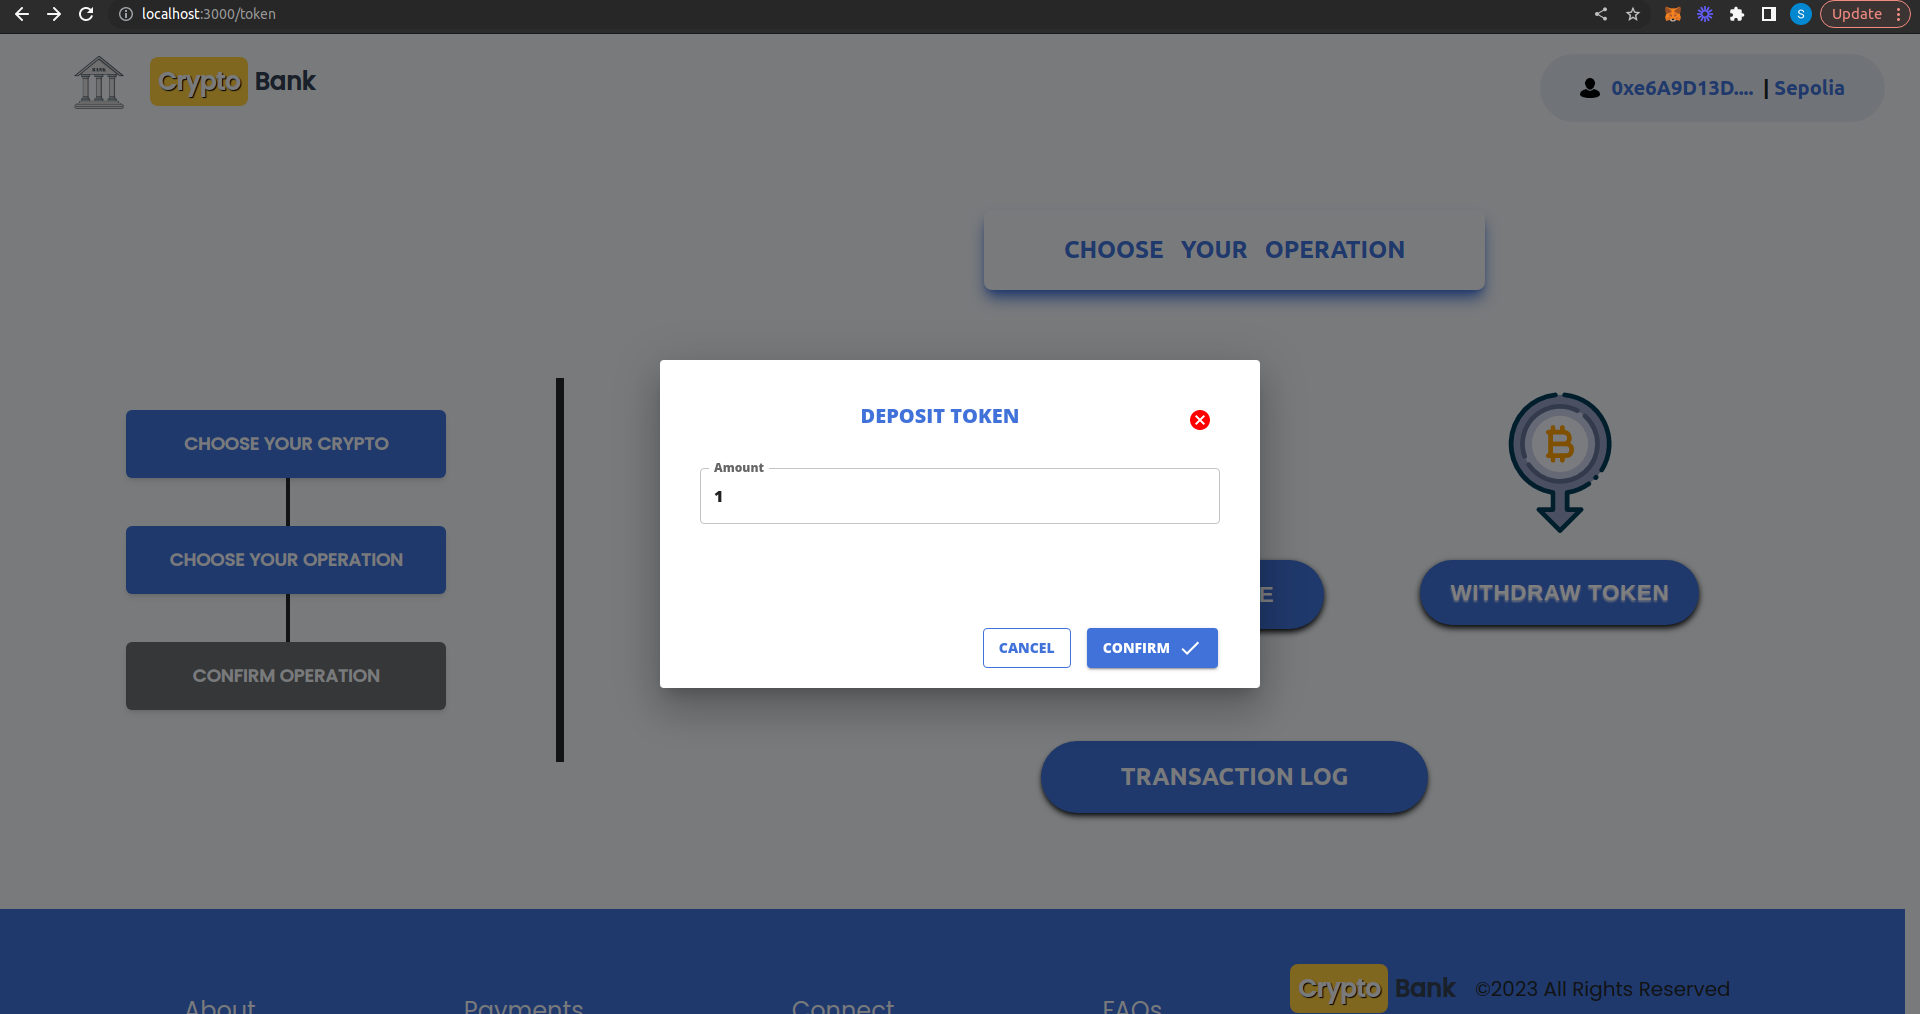 localhost:3000/token
S
Update
BANK
Crypto Bank
0xe6A9D13D.... | Sepolia
CHOOSE YOUR OPERATION
DEPOSIT TOKEN
Amount
1
CANCEL
CONFIRM
CHOOSE YOUR CRYPTO
CHOOSE YOUR OPERATION
CONFIRM OPERATION
E
WITHDRAW TOKEN
TRANSACTION LOG
About
Payments
Connect
FAQs
Crypto Bank
©2023 All Rights Reserved